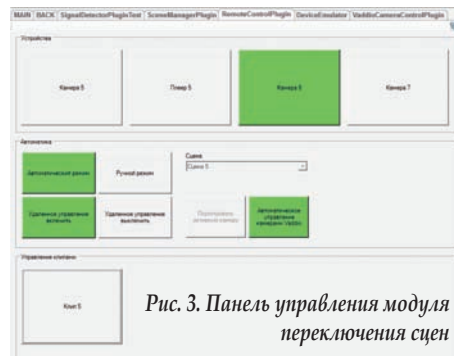 MAIN BACK SignalDetectorPluginTest SceneManagerPlugin RemoteControlPlugin DeviceEmulator VaddioCameraControlPlugin
Устройства
Камера 5 Плеер 5 Камера 6 Камера 7
Автоматика
Автоматический режим Ручной режим
Сцена
Сцена 5
Удаленное управление
включить
Удаленное управление
выключить
активную камеру
Автоматическое
управление
камерами Vaddio
Управление клипами
Клип 5
Рис. 3. Панель управления модуля
переключения сцен